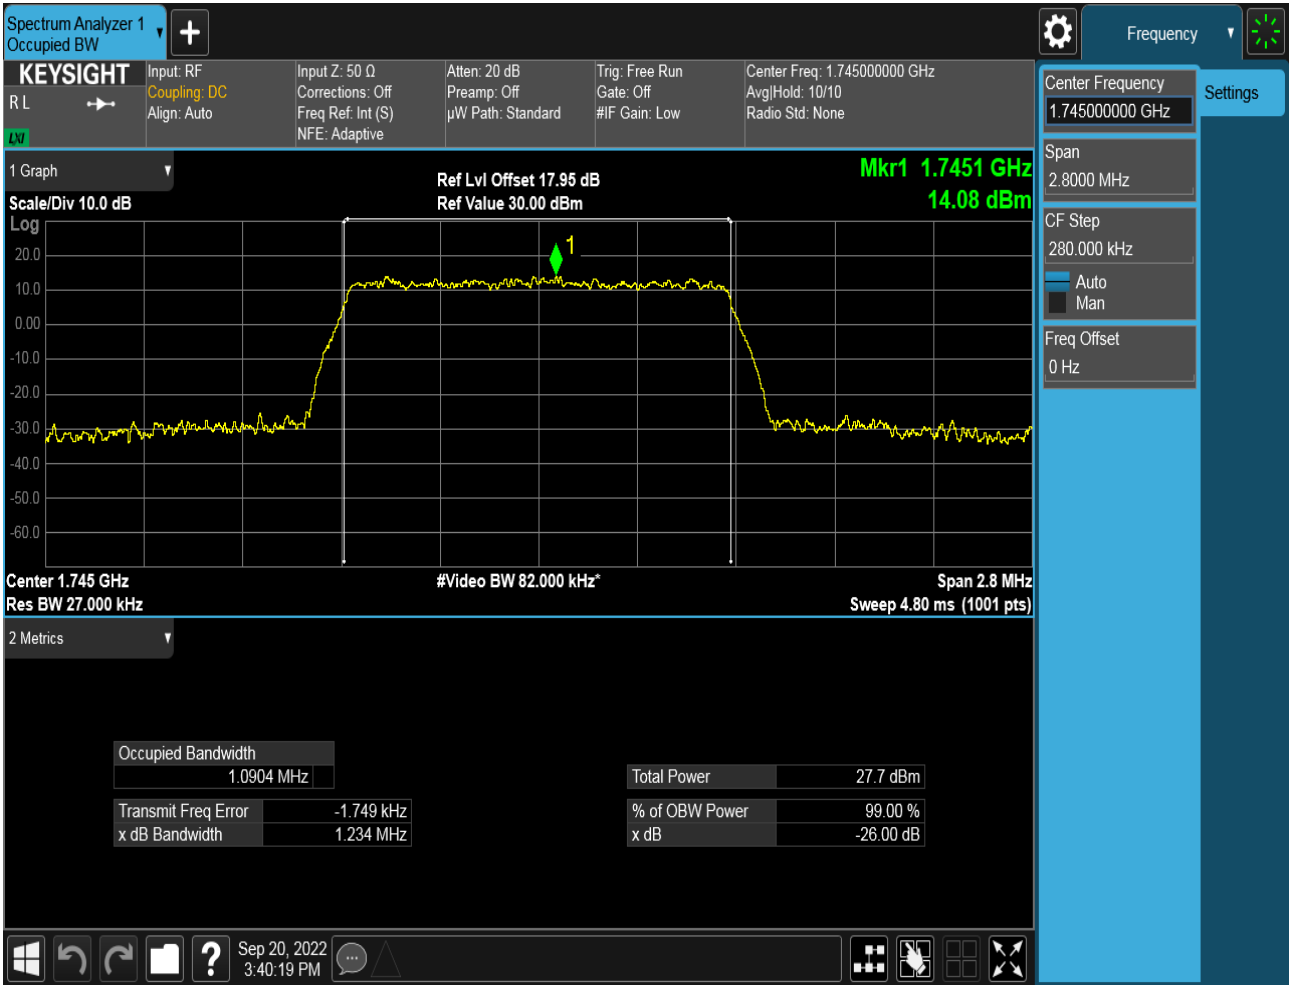 Spectrum Analyzer 1
Occupied BW
Frequency
KEYSIGHT
R L
LXI
Input: RF
Coupling: DC
Align: Auto
Input Z: 50 Ω
Corrections: Off
Freq Ref: Int (S)
NFE: Adaptive
Atten: 20 dB
Preamp: Off
µW Path: Standard
Trig: Free Run
Gate: Off
#IF Gain: Low
Center Freq: 1.745000000 GHz
Avg|Hold: 10/10
Radio Std: None
Center Frequency
1.745000000 GHz
Settings
Span
2.8000 MHz
CF Step
280.000 kHz
Auto
Man
Freq Offset
0 Hz
1 Graph
Scale/Div 10.0 dB
Ref Lvl Offset 17.95 dB
Ref Value 30.00 dBm
Mkr1 1.7451 GHz
14.08 dBm
Log
1
20.0
10.0
0.00
-10.0
-20.0
-30.0
-40.0
-50.0
-60.0
Center 1.745 GHz
#Video BW 82.000 kHz*
Span 2.8 MHz
Res BW 27.000 kHz
Sweep 4.80 ms (1001 pts)
2 Metrics
Occupied Bandwidth
1.0904 MHz
Total Power 27.7 dBm
Transmit Freq Error -1.749 kHz
% of OBW Power 99.00 %
x dB Bandwidth 1.234 MHz
x dB -26.00 dB
?
Sep 20, 2022
3:40:19 PM